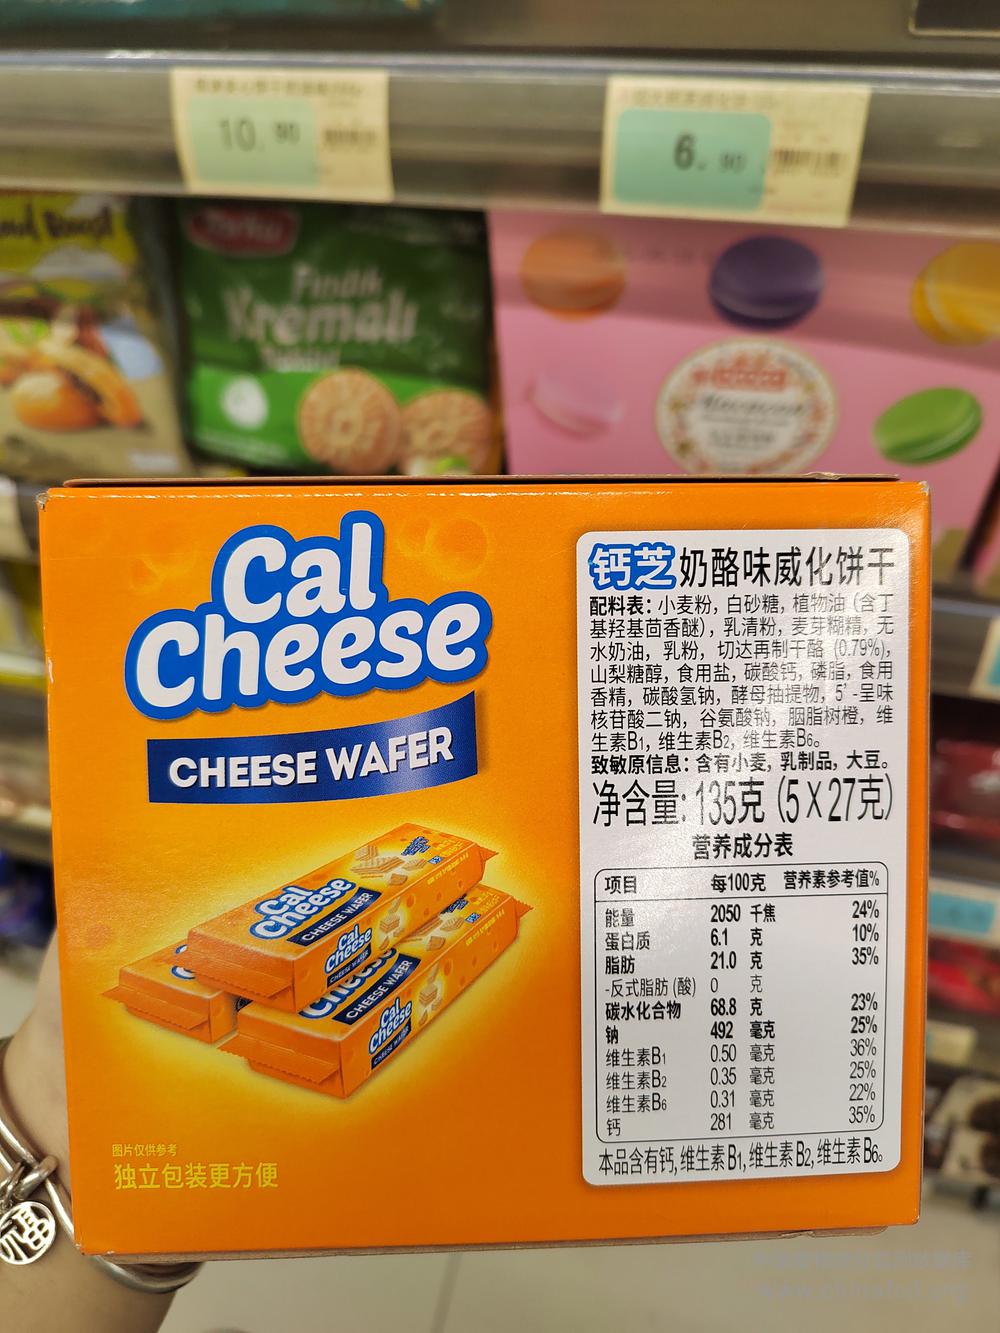 10.90
6.90
Fındık
Kremalı
Cal
Cheese
CHEESE WAFER
Cal
Cheese
CHEESE WAFER
Cal
Cheese
CHEESE WAFER
Cheese
CHEESE WAFER
Cal
Cheese
CHEESE WAFER
图片仅供参考
独立包装更方便
钙芝奶酪味威化饼干
配料表：小麦粉，白砂糖，植物油（含丁
基羟基茴香醚），乳清粉，麦芽糊精，无
水奶油，乳粉，切达再制干酪（0.79%），
山梨糖醇，食用盐，碳酸钙，磷脂，食用
香精，碳酸氢钠，酵母抽提物，5’-呈味
核苷酸二钠，谷氨酸钠，胭脂树橙，维
生素B1，维生素B2，维生素B6。
致敏原信息：含有小麦，乳制品，大豆。
净含量：135克（5X27克）
营养成分表
项目 每100克 营养素参考值%
能量 2050 千焦 24%
蛋白质 6.1 克 10%
脂肪 21.0 克 35%
-反式脂肪（酸） 0 克
碳水化合物 68.8 克 23%
钠 492 毫克 25%
维生素B1 0.50 毫克 36%
维生素B2 0.35 毫克 25%
维生素B6 0.31 毫克 22%
钙 281 毫克 35%
本品含有钙，维生素B1，维生素B2，维生素B6。
福